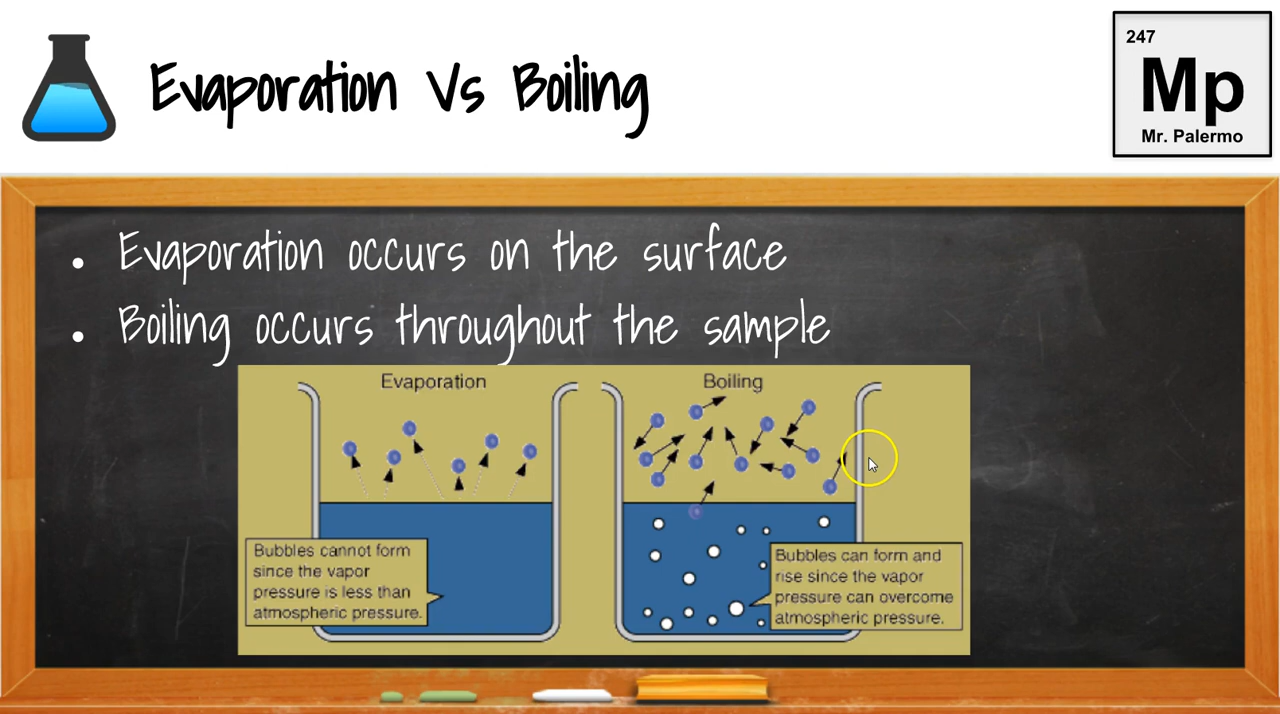 Evaporation Vs Boiling
247
Mp
Mr. Palermo
• Evaporation occurs on the surface
• Boiling occurs throughout the sample
Evaporation
Bubbles cannot form
since the vapor
pressure is less than
atmospheric pressure.
Boiling
Bubbles can form and
rise since the vapor
pressure can overcome
atmospheric pressure.